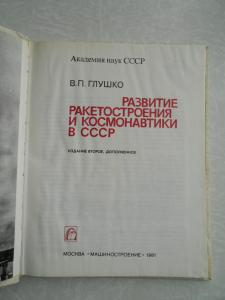 Академия наук СССР
В.П. ГЛУШКО
РАЗВИТИЕ
РАКЕТОСТРОЕНИЯ
И КОСМОНАВТИКИ
В СССР
ИЗДАНИЕ ВТОРОЕ, ДОПОЛНЕННОЕ
МОСКВА «МАШИНОСТРОЕНИЕ» 1981